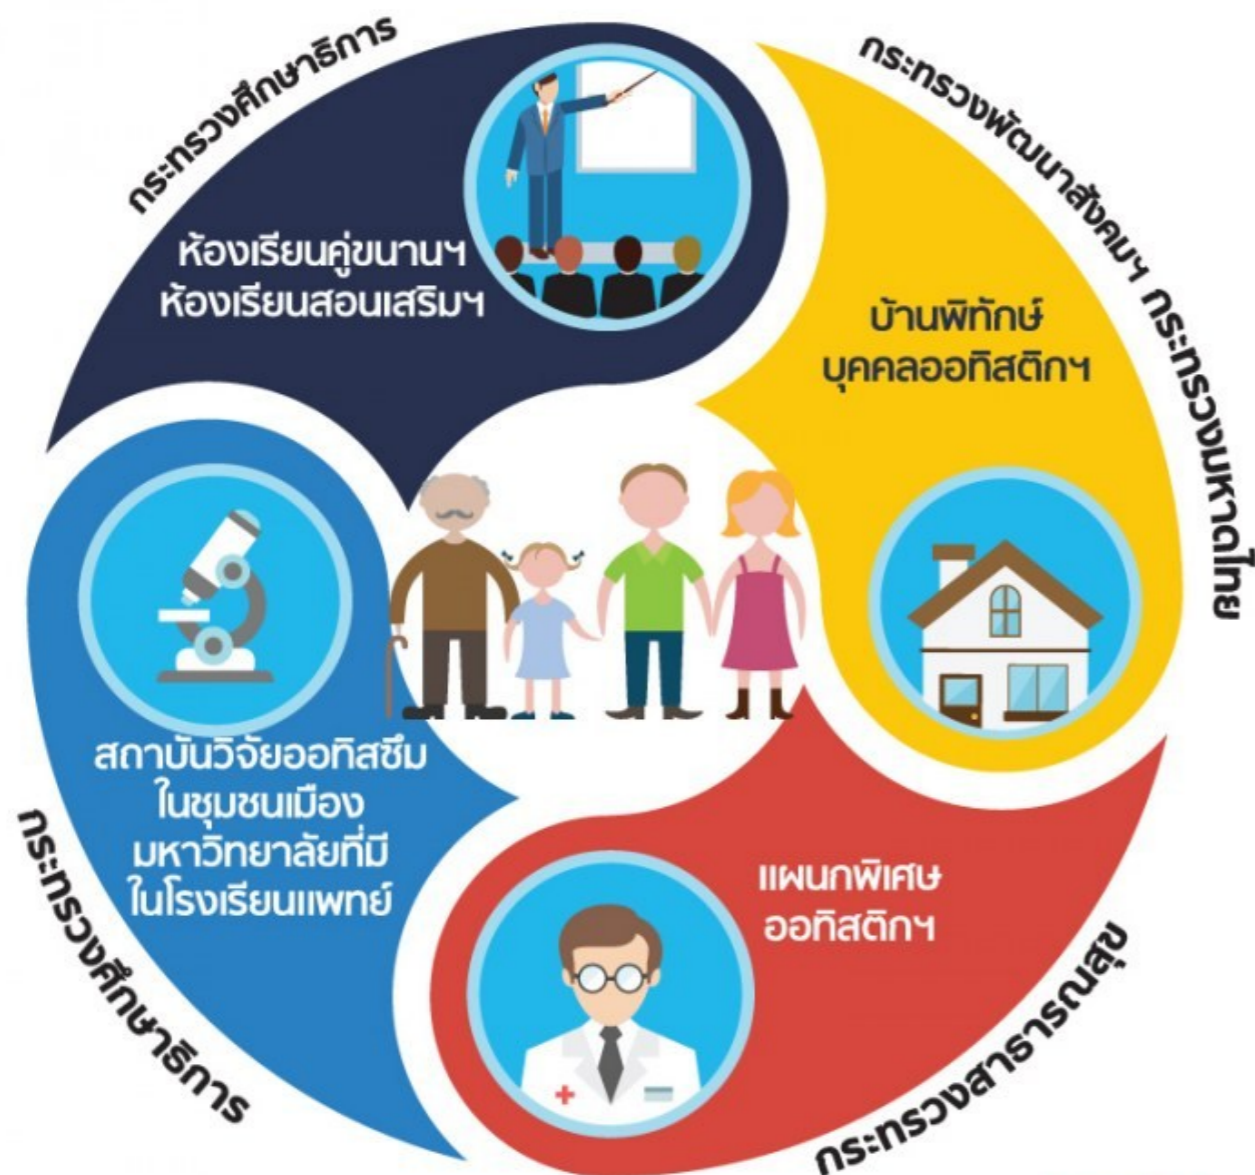 กระทรวงศึกษาธิการ
ห้องเรียนคู่ขนานฯ
ห้องเรียนสอนเสริมฯ
กระทรวงพัฒนาสังคมฯ กระทรวงมหาดไทย
บ้านพิทักษ์
บุคคลออทิสติกฯ
แผนกพิเศษ
ออทิสติกฯ
กระทรวงสาธารณสุข
สถาบันวิจัยออทิสซึม
ในชุมชนเมือง
มหาวิทยาลัยที่มี
ในโรงเรียนแพทย์
กระทรวงศึกษาธิการ